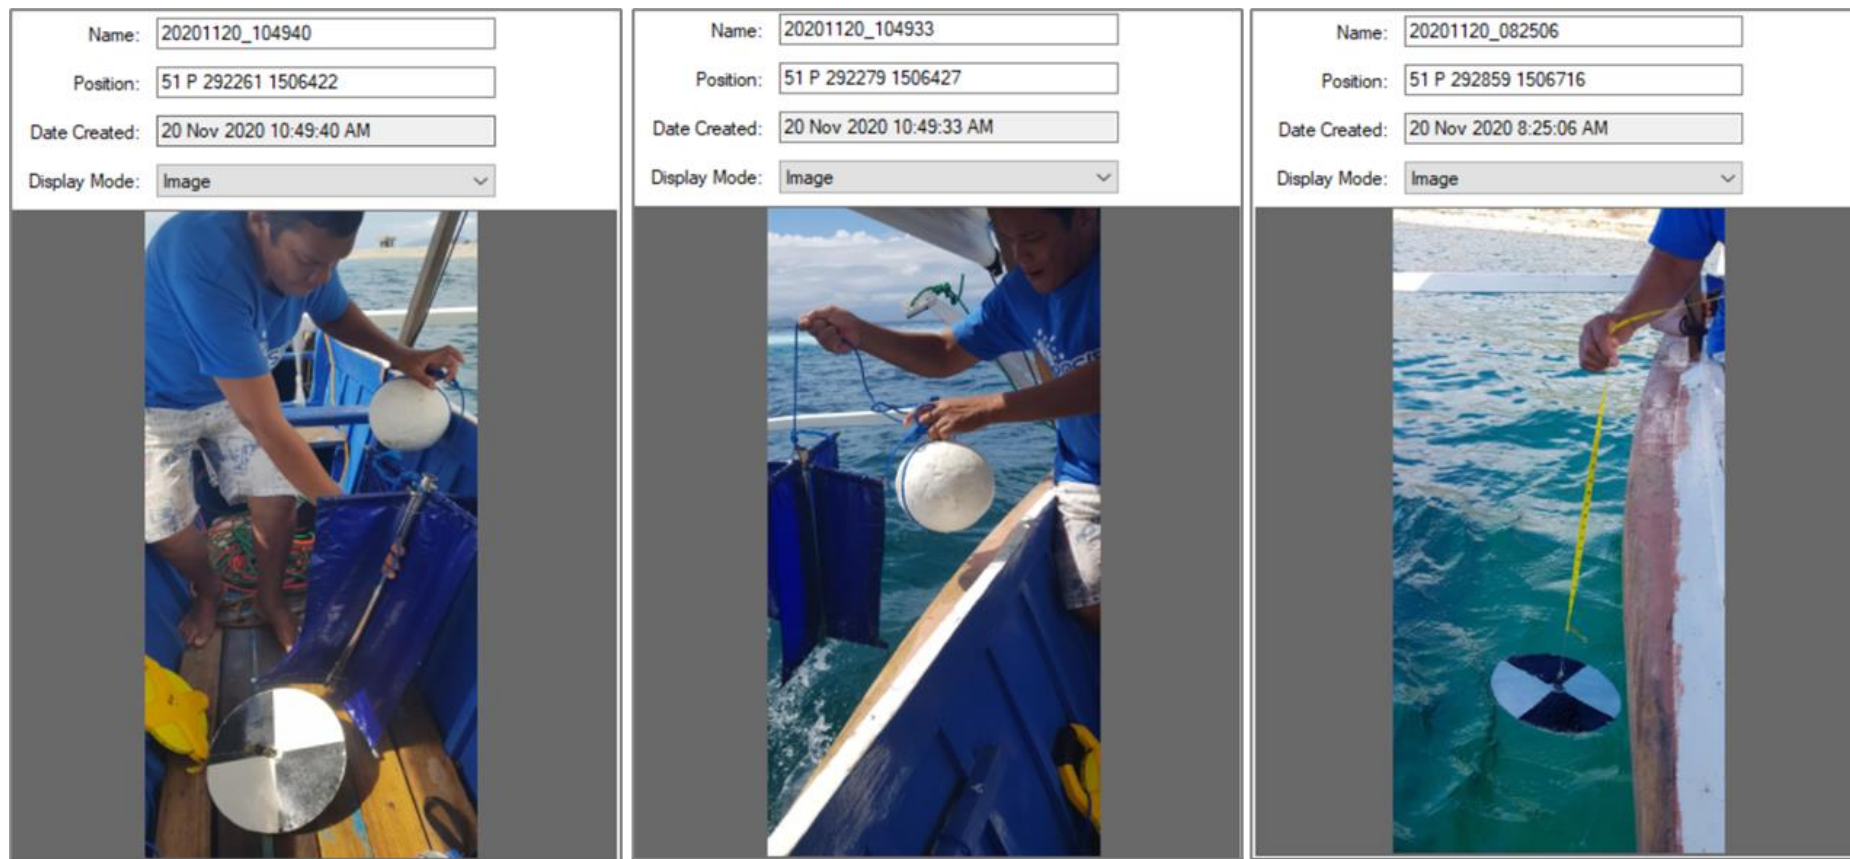 Name: 20201120_104940
Position: 51 P 292261 1506422
Date Created: 20 Nov 2020 10:49:40 AM
Display Mode: Image
Name: 20201120_104933
Position: 51 P 292279 1506427
Date Created: 20 Nov 2020 10:49:33 AM
Display Mode: Image
Name: 20201120_082506
Position: 51 P 292859 1506716
Date Created: 20 Nov 2020 8:25:06 AM
Display Mode: Image